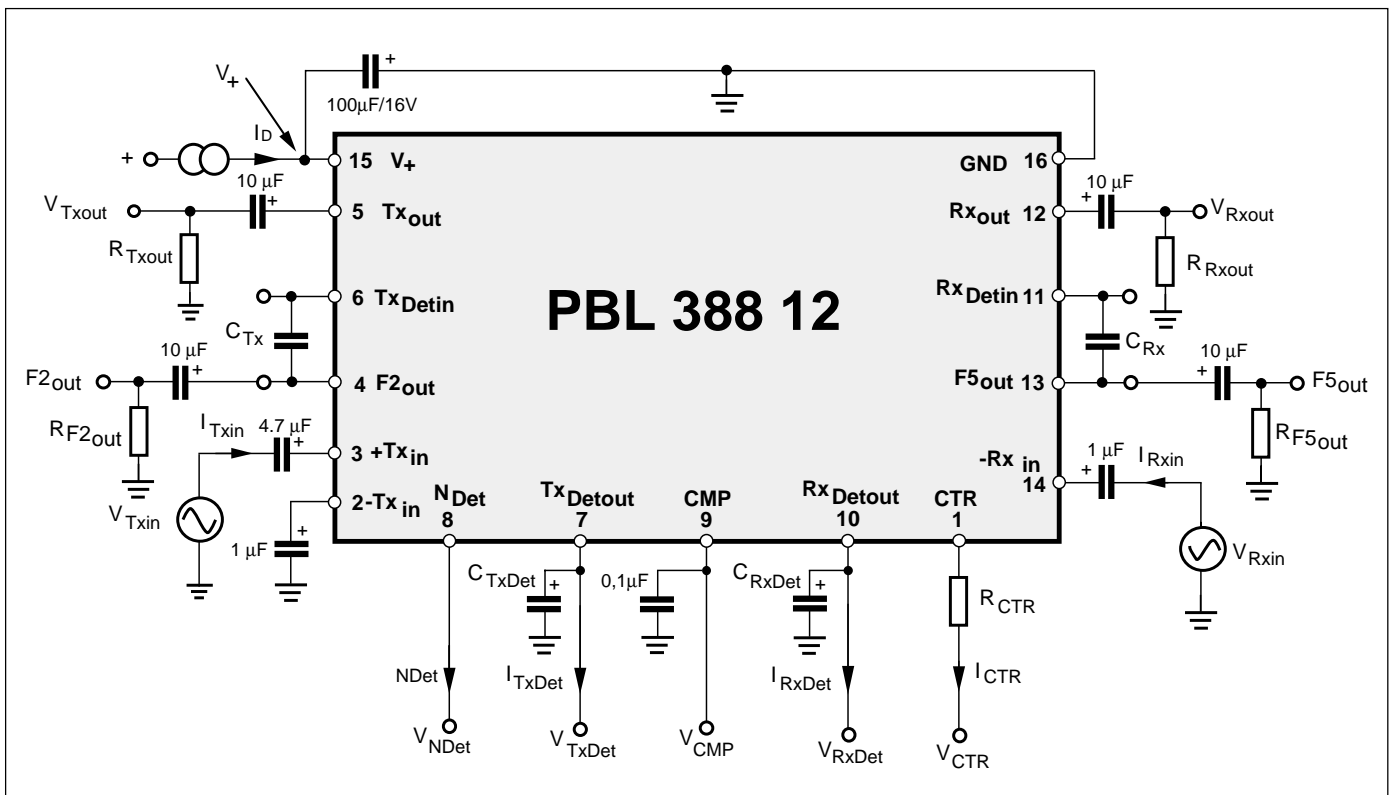 V+
+
100µF/16V
+
ID
15 V+
GND 16
10 µF
+
VTxout
5 Txout
RTxout
10 µF
+
Rxout 12
VRxout
RRxout
6 TxDetin
CTx
RxDetin 11
CRx
PBL 388 12
10 µF
+
F2out
4 F2out
RF2out
10 µF
+
F5out 13
F5out
RF5out
ITxin
4.7 µF
+
3 +Txin
VTxin
2 -Txin
1 µF
+
-Rx in
14
1 µF
+
IRxin
VRxin
NDet
8
TxDetout
7
CMP
9
RxDetout
10
CTR
1
CTxDet
+
0,1µF
CRxDet
+
RCTR
NDet
ITxDet
IRxDet
ICTR
VNDet
VTxDet
VCMP
VRxDet
VCTR